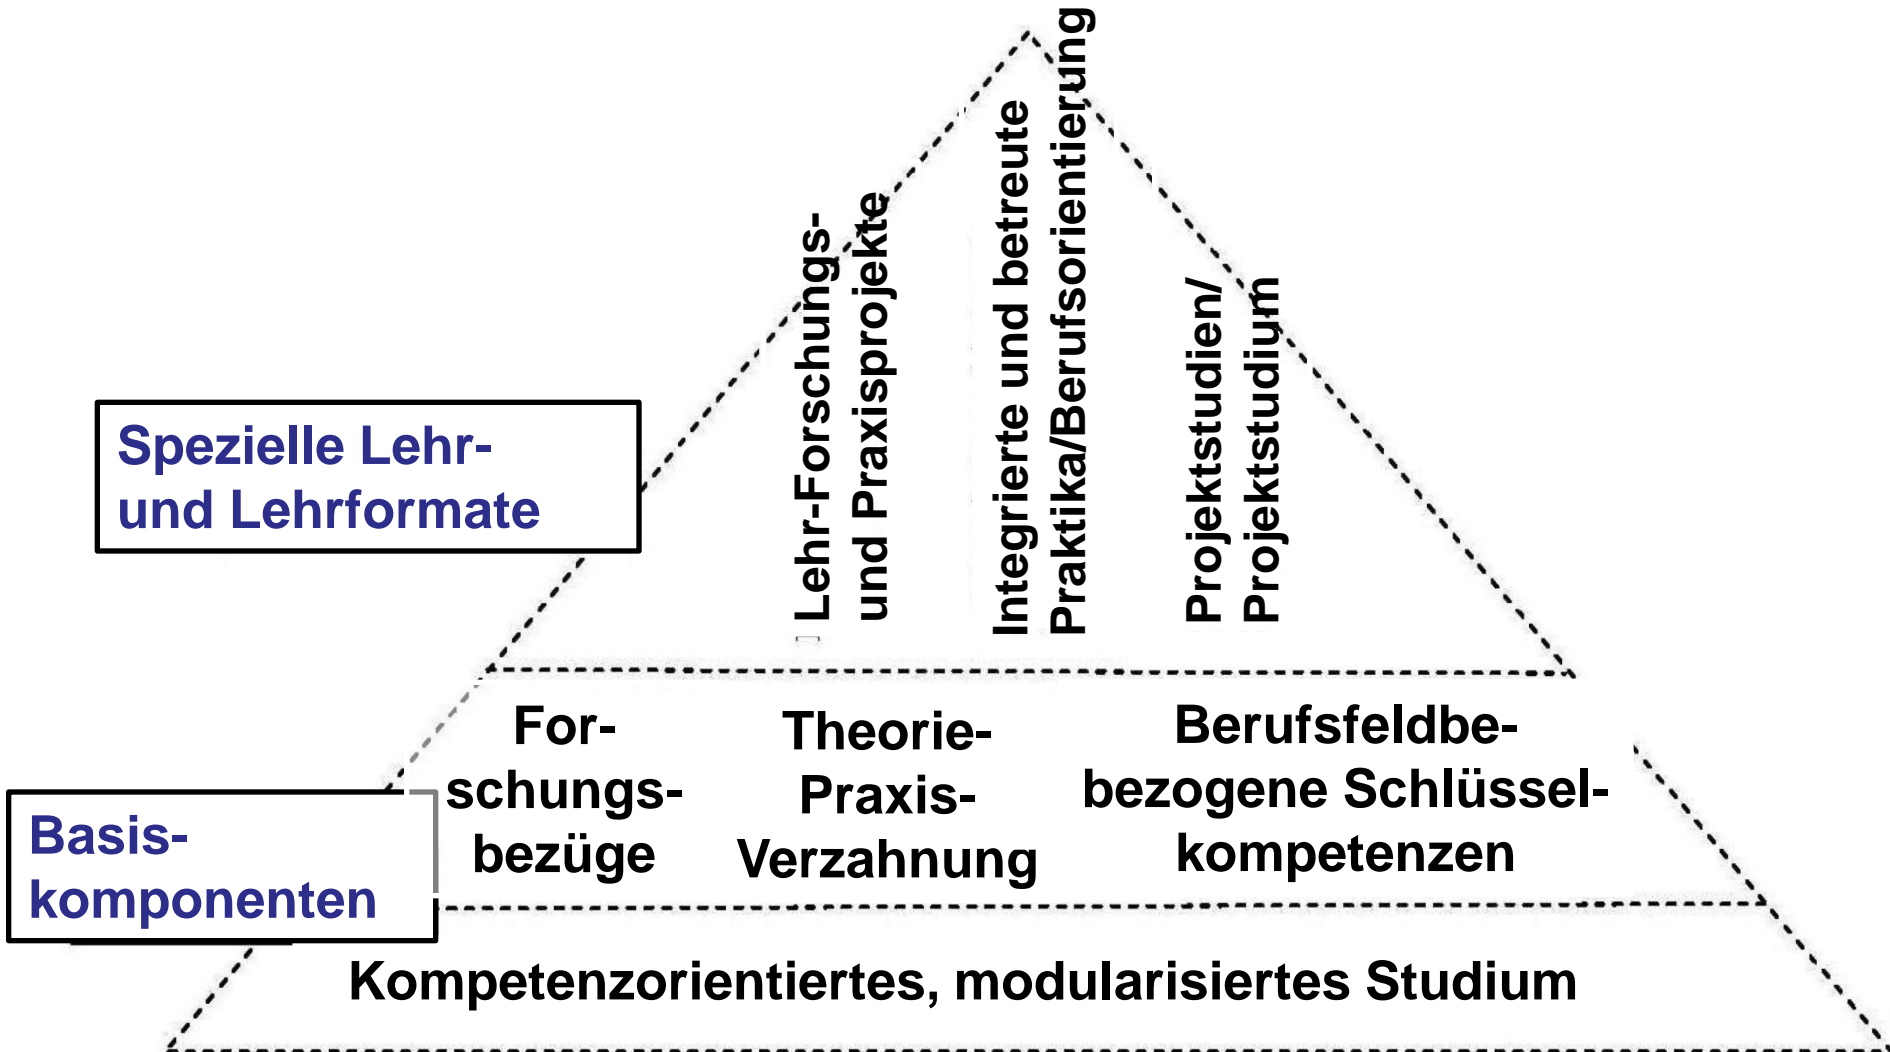 Lehr-Forschungs-
und Praxisprojekte
Integrierte und betreute
Praktika/Berufsorientierung
Projektstudien/
Projektstudium
Spezielle Lehr-
und Lehrformate
For-
schungs-
bezüge
Theorie-
Praxis-
Verzahnung
Berufsfeldbe-
bezogene Schlüssel-
kompetenzen
Basis-
komponenten
Kompetenzorientiertes, modularisiertes Studium